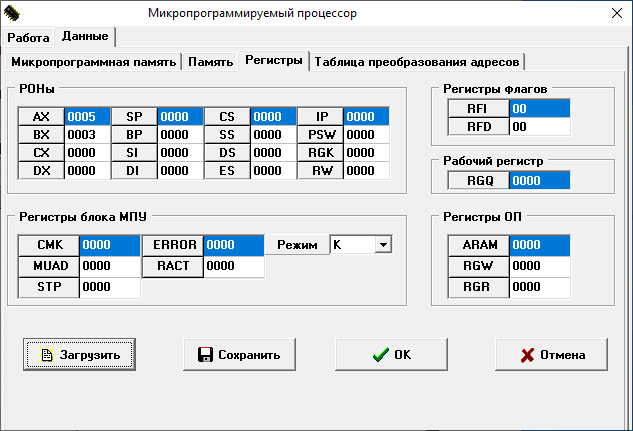 Микропрограммируемый процессор
Работа Данные
Микропрограммная память Память Регистры Таблица преобразования адресов
РОНы
AX 0005 SP 0000 CS 0000 IP 0000
BX 0003 BP 0000 SS 0000 PSW 0000
CX 0000 SI 0000 DS 0000 RGK 0000
DX 0000 DI 0000 ES 0000 RW 0000
Регистры флагов
RFI 00
RFD 00
Рабочий регистр
RGQ 0000
Регистры блока МПУ
CMK 0000 ERROR 0000 Режим K
MUAD 0000 RACT 0000
STP 0000
Регистры ОП
ARAM 0000
RGW 0000
RGR 0000
Загрузить Сохранить OK Отмена